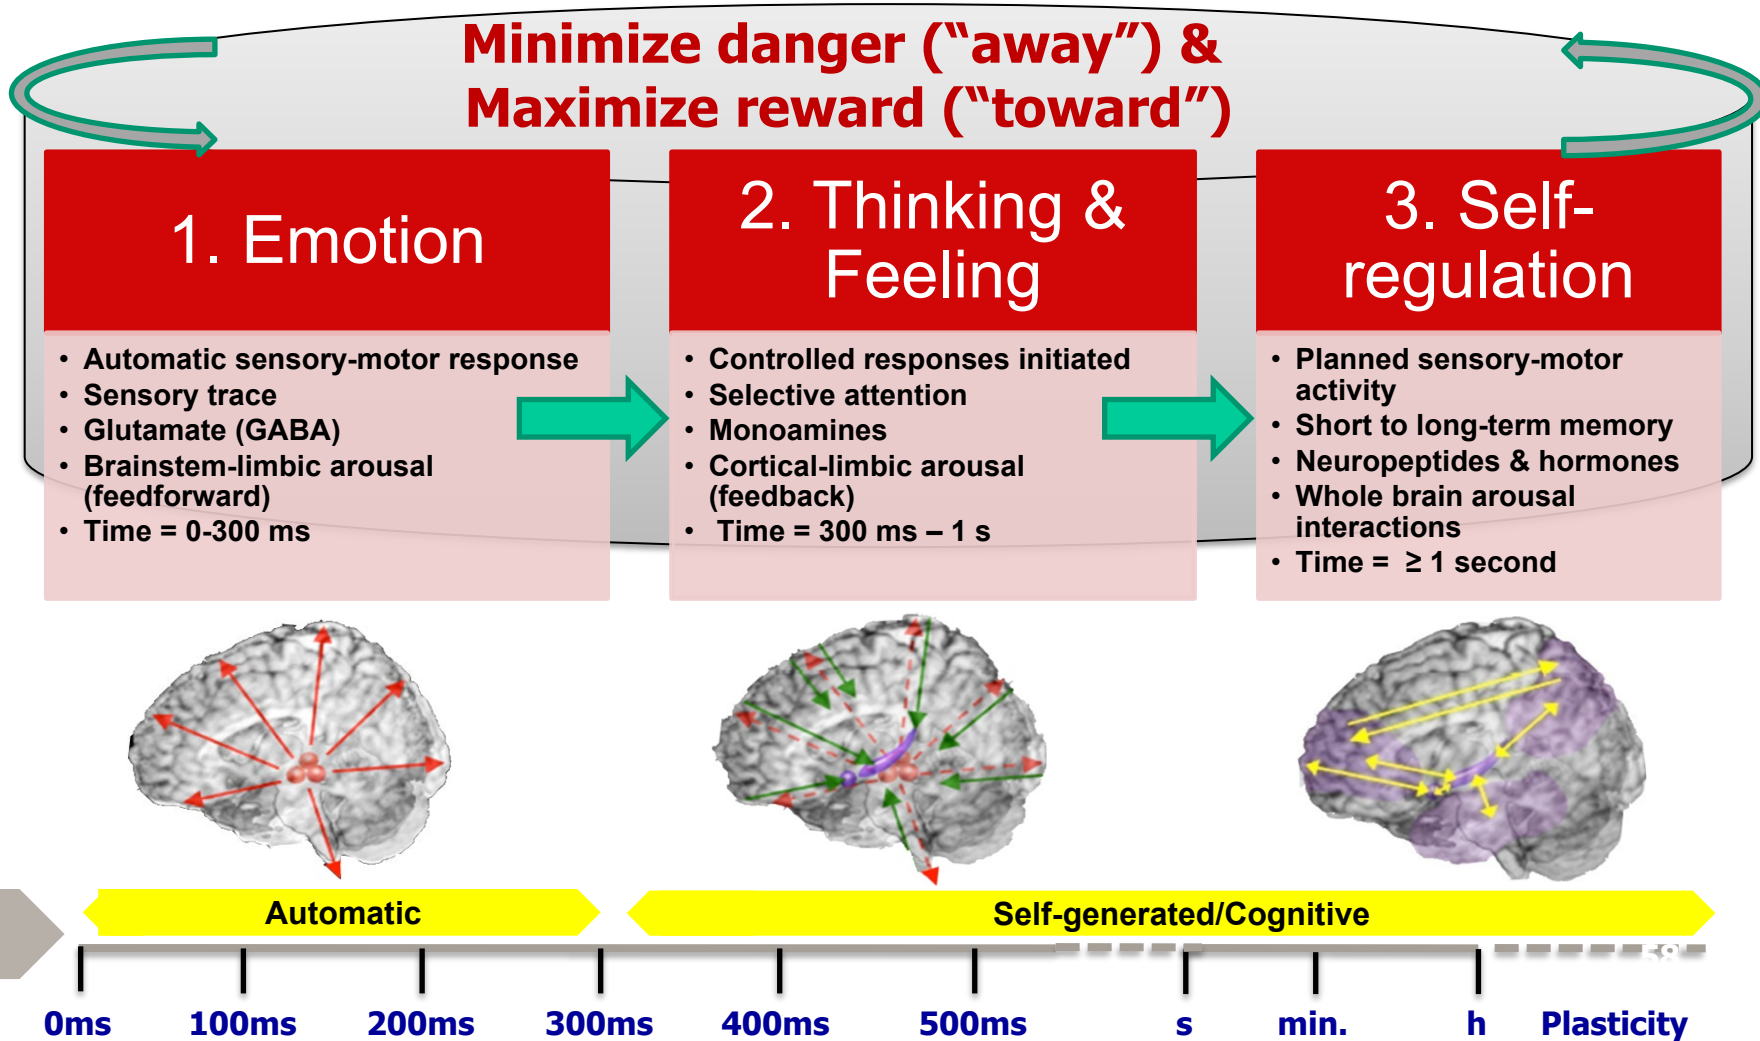 Minimize danger (“away”) &
Maximize reward (“toward”)
1. Emotion
• Automatic sensory-motor response
• Sensory trace
• Glutamate (GABA)
• Brainstem-limbic arousal
(feedforward)
• Time = 0-300 ms
2. Thinking &
Feeling
• Controlled responses initiated
• Selective attention
• Monoamines
• Cortical-limbic arousal
(feedback)
• Time = 300 ms – 1 s
3. Self-
regulation
• Planned sensory-motor
activity
• Short to long-term memory
• Neuropeptides & hormones
• Whole brain arousal
interactions
• Time = ≥ 1 second
Automatic
Self-generated/Cognitive
58
0ms 100ms 200ms 300ms 400ms 500ms s min. h Plasticity